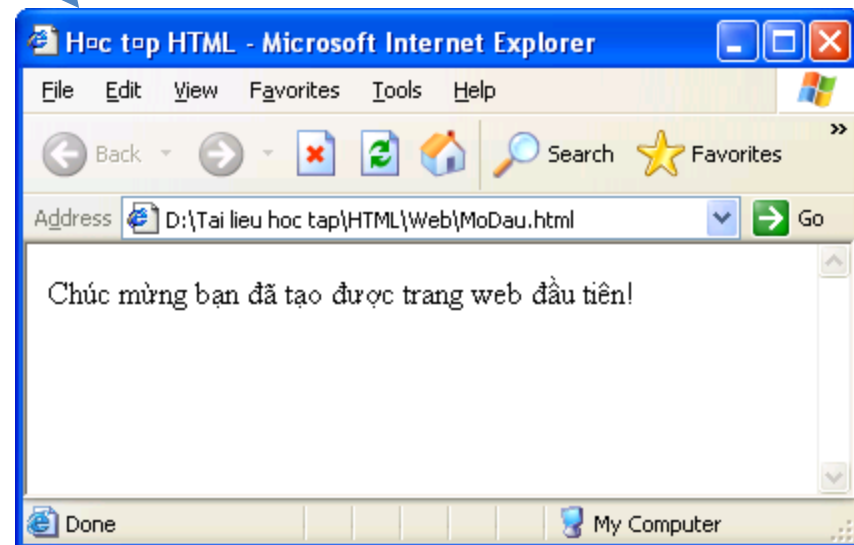 H¤c t¤p HTML - Microsoft Internet Explorer
File Edit View Favorites Tools Help
Back Search Favorites »
Address D:\Tai lieu hoc tap\HTML\Web\MoDau.html Go
Chúc mừng bạn đã tạo được trang web đầu tiên!
Done My Computer